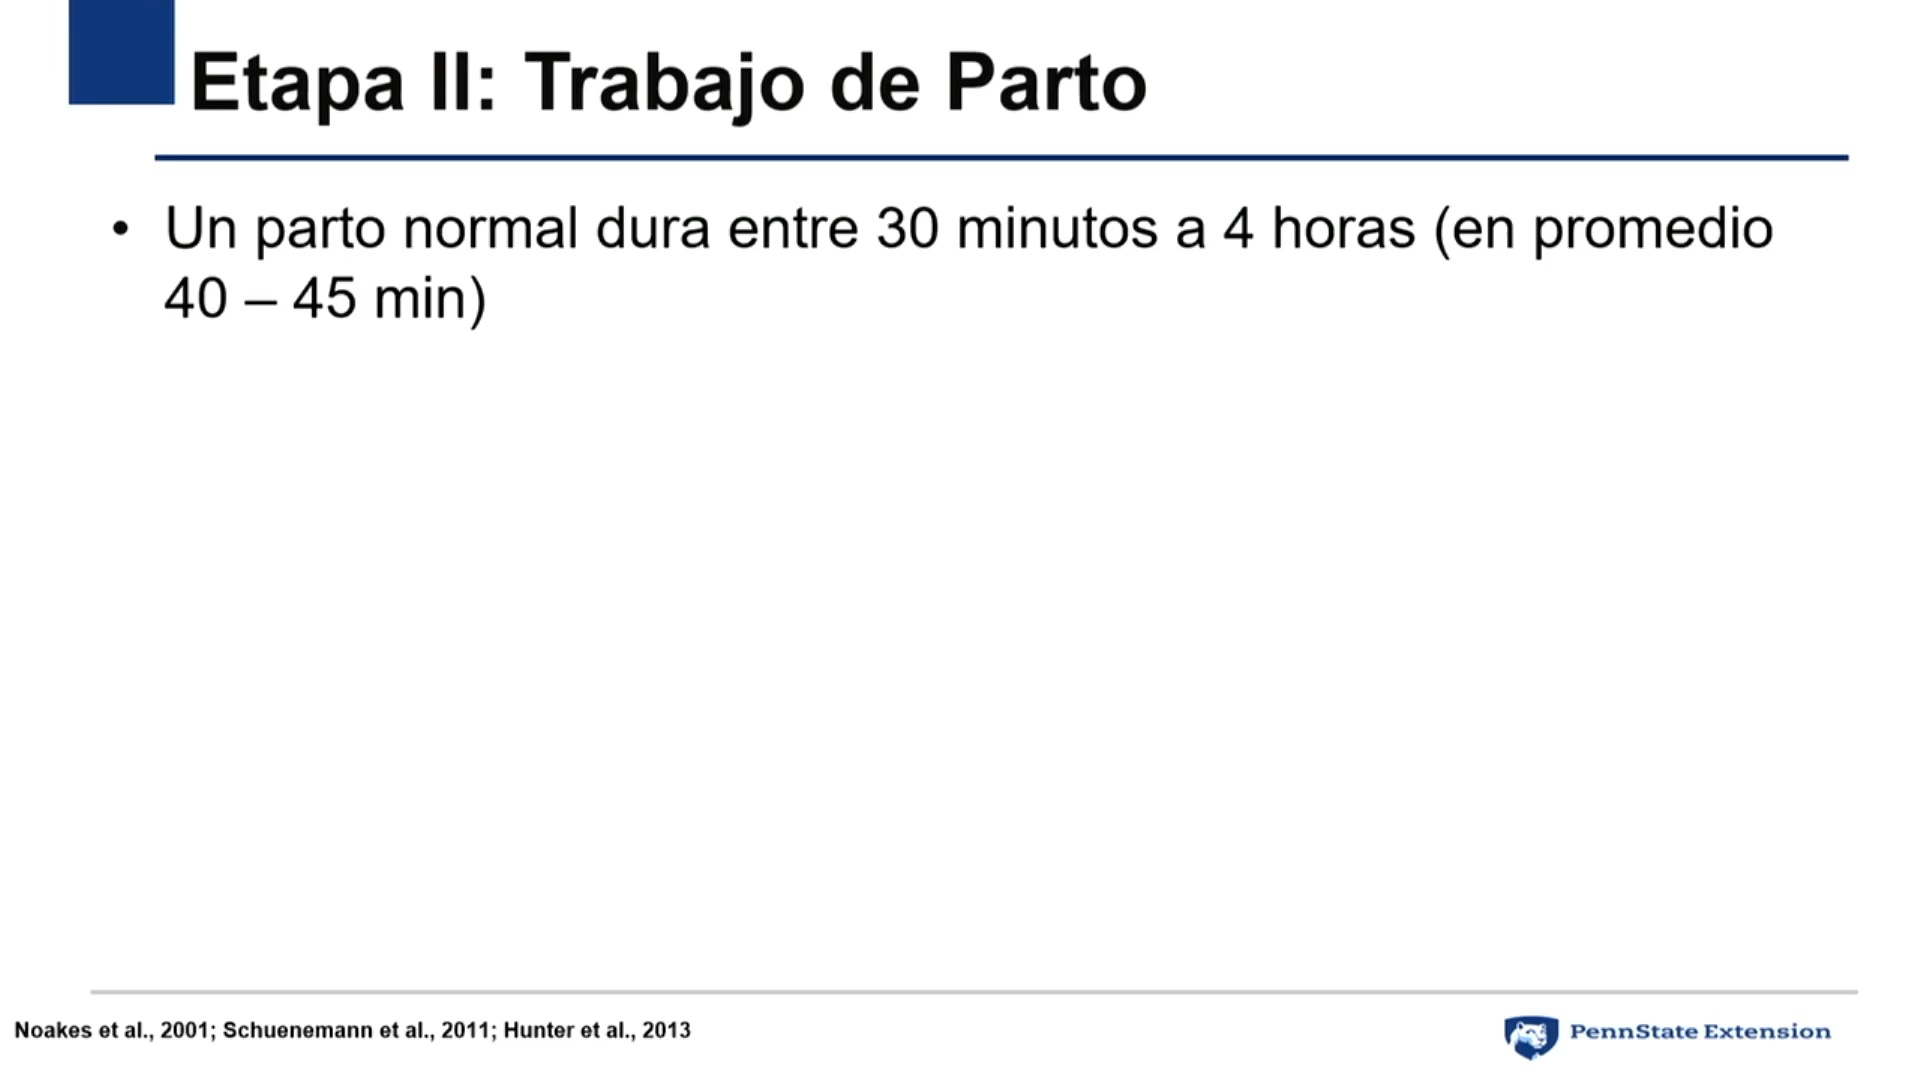 Etapa II: Trabajo de Parto
• Un parto normal dura entre 30 minutos a 4 horas (en promedio
40 – 45 min)
Noakes et al., 2001; Schuenemann et al., 2011; Hunter et al., 2013
PennState Extension